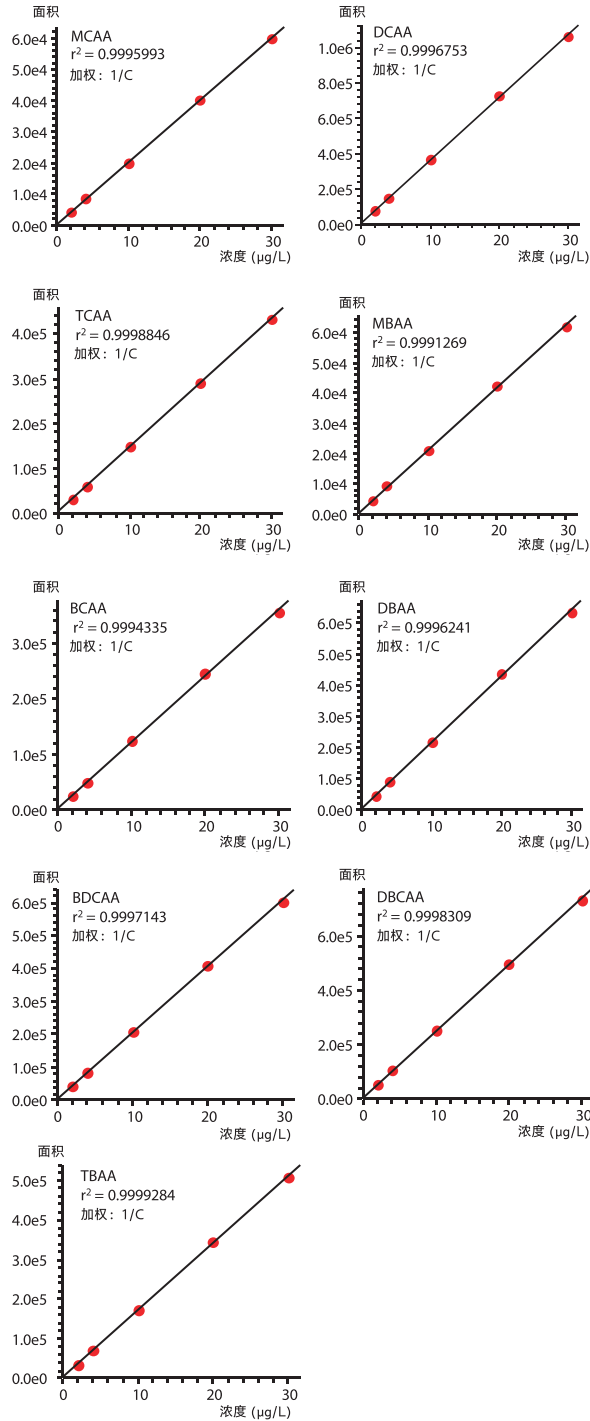 面积
MCAA
r² = 0.9995993
加权：1/C
6.0e4
5.0e4
4.0e4
3.0e4
2.0e4
1.0e4
0.0e0
0 10 20 30
浓度 (µg/L)
面积
DCAA
r² = 0.9996753
加权：1/C
1.0e6
8.0e5
6.0e5
4.0e5
2.0e5
0.0e0
0 10 20 30
浓度 (µg/L)
面积
TCAA
r² = 0.9998846
加权：1/C
4.0e5
3.0e5
2.0e5
1.0e5
0.0e0
0 10 20 30
浓度 (µg/L)
面积
MBAA
r² = 0.9991269
加权：1/C
6.0e4
5.0e4
4.0e4
3.0e4
2.0e4
1.0e4
0.0e0
0 10 20 30
浓度 (µg/L)
面积
BCAA
r² = 0.9994335
加权：1/C
3.0e5
2.0e5
1.0e5
0.0e0
0 10 20 30
浓度 (µg/L)
面积
DBAA
r² = 0.9996241
加权：1/C
6.0e5
5.0e5
4.0e5
3.0e5
2.0e5
1.0e5
0.0e0
0 10 20 30
浓度 (µg/L)
面积
BDCAA
r² = 0.9997143
加权：1/C
6.0e5
5.0e5
4.0e5
3.0e5
2.0e5
1.0e5
0.0e0
0 10 20 30
浓度 (µg/L)
面积
DBCAA
r² = 0.9998309
加权：1/C
6.0e5
4.0e5
2.0e5
0.0e0
0 10 20 30
浓度 (µg/L)
面积
TBAA
r² = 0.9999284
加权：1/C
5.0e5
4.0e5
3.0e5
2.0e5
1.0e5
0.0e0
0 10 20 30
浓度 (µg/L)